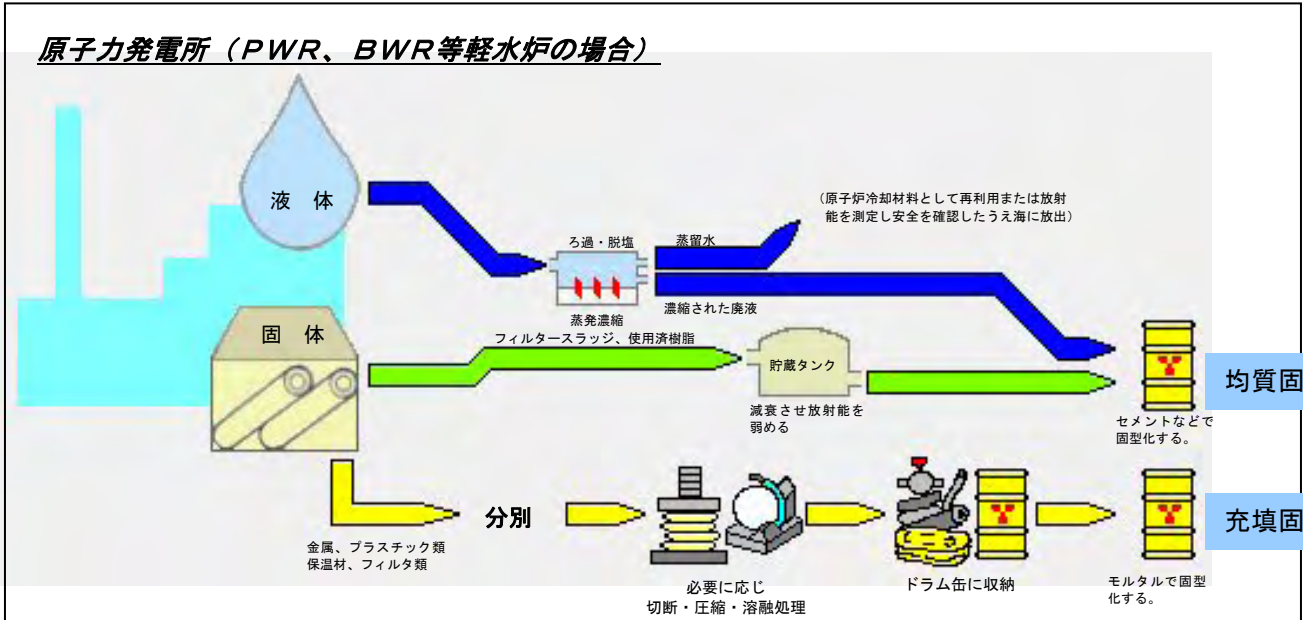 原子力発電所(PWR、BWR等軽水炉の場合)
液 体
(原子炉冷却材料として再利用または放射
能を測定し安全を確認したうえ海に放出)
ろ過・脱塩
蒸留水
濃縮された廃液
蒸発濃縮
フィルタースラッジ、使用済樹脂
固 体
貯蔵タンク
減衰させ放射能を
弱める
均質固
セメントなどで
固型化する。
分別
充填固
金属、プラスチック類
保温材、フィルタ類
必要に応じ
切断・圧縮・溶融処理
ドラム缶に収納
モルタルで固型
化する。